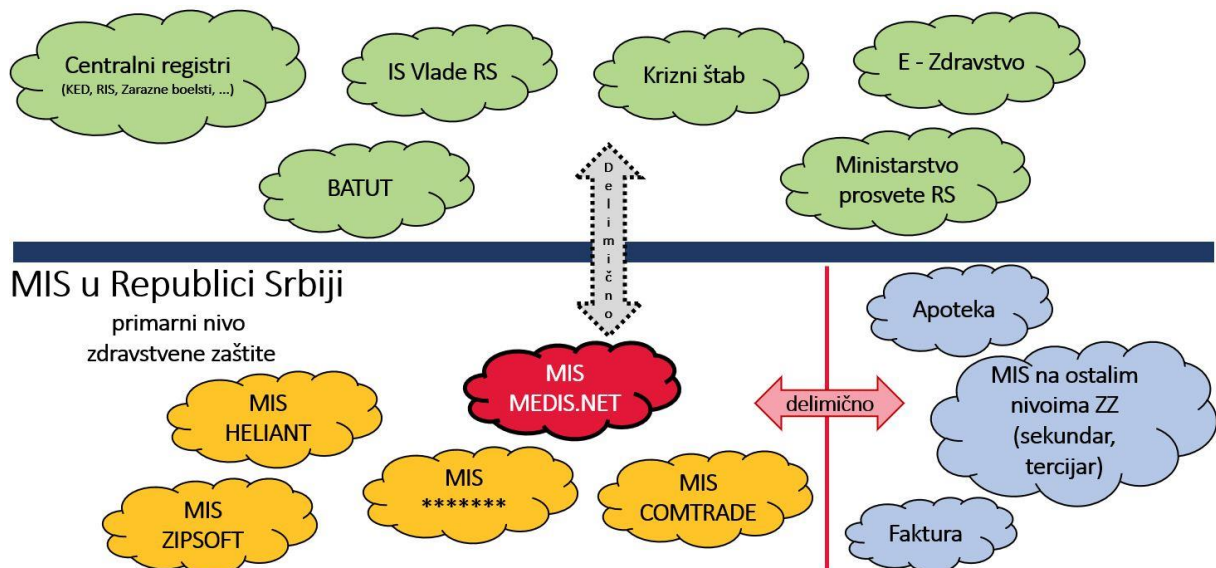 Centralni registri
(KED, RIS, Zarazne boelsti, ...)
IS Vlade RS
Krizni štab
E - Zdravstvo
BATUT
Ministarstvo
prosvete RS
Delimično
MIS u Republici Srbiji
primarni nivo
zdravstvene zaštite
MIS
HELIANT
MIS
ZIPSOFT
MIS
MEDIS.NET
MIS
*******
MIS
COMTRADE
delimično
Apoteka
MIS na ostalim
nivoima ZZ
(sekundar,
tercijar)
Faktura